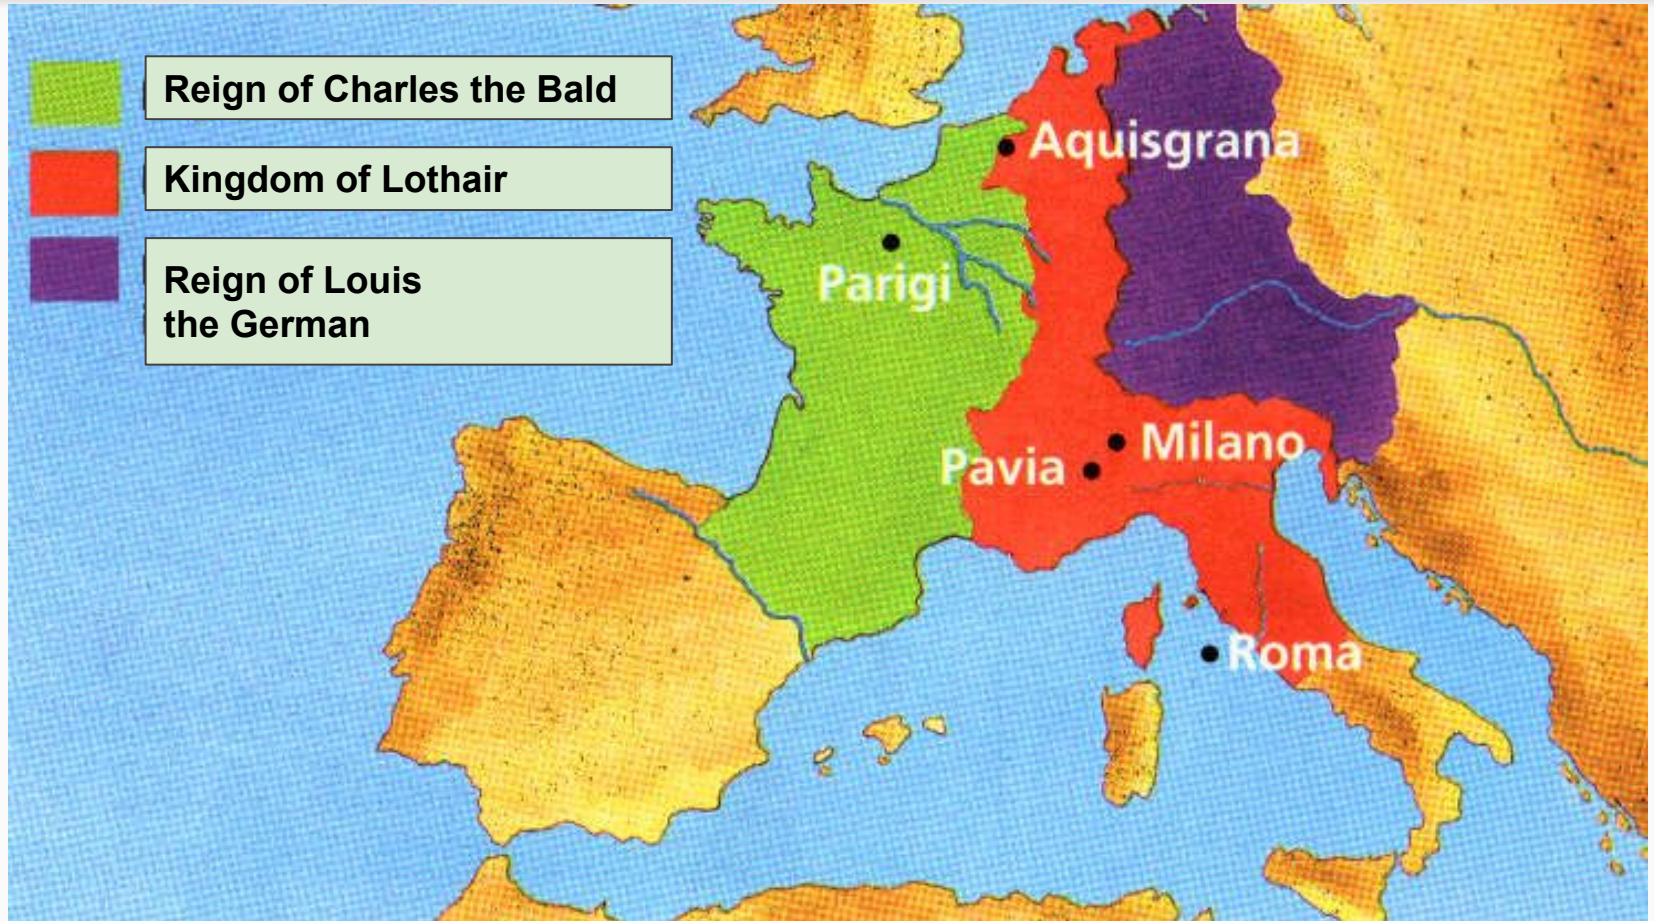 Reign of Charles the Bald
Kingdom of Lothair
Reign of Louis
the German
Aquisgrana
Parigi
Milano
Pavia
Roma